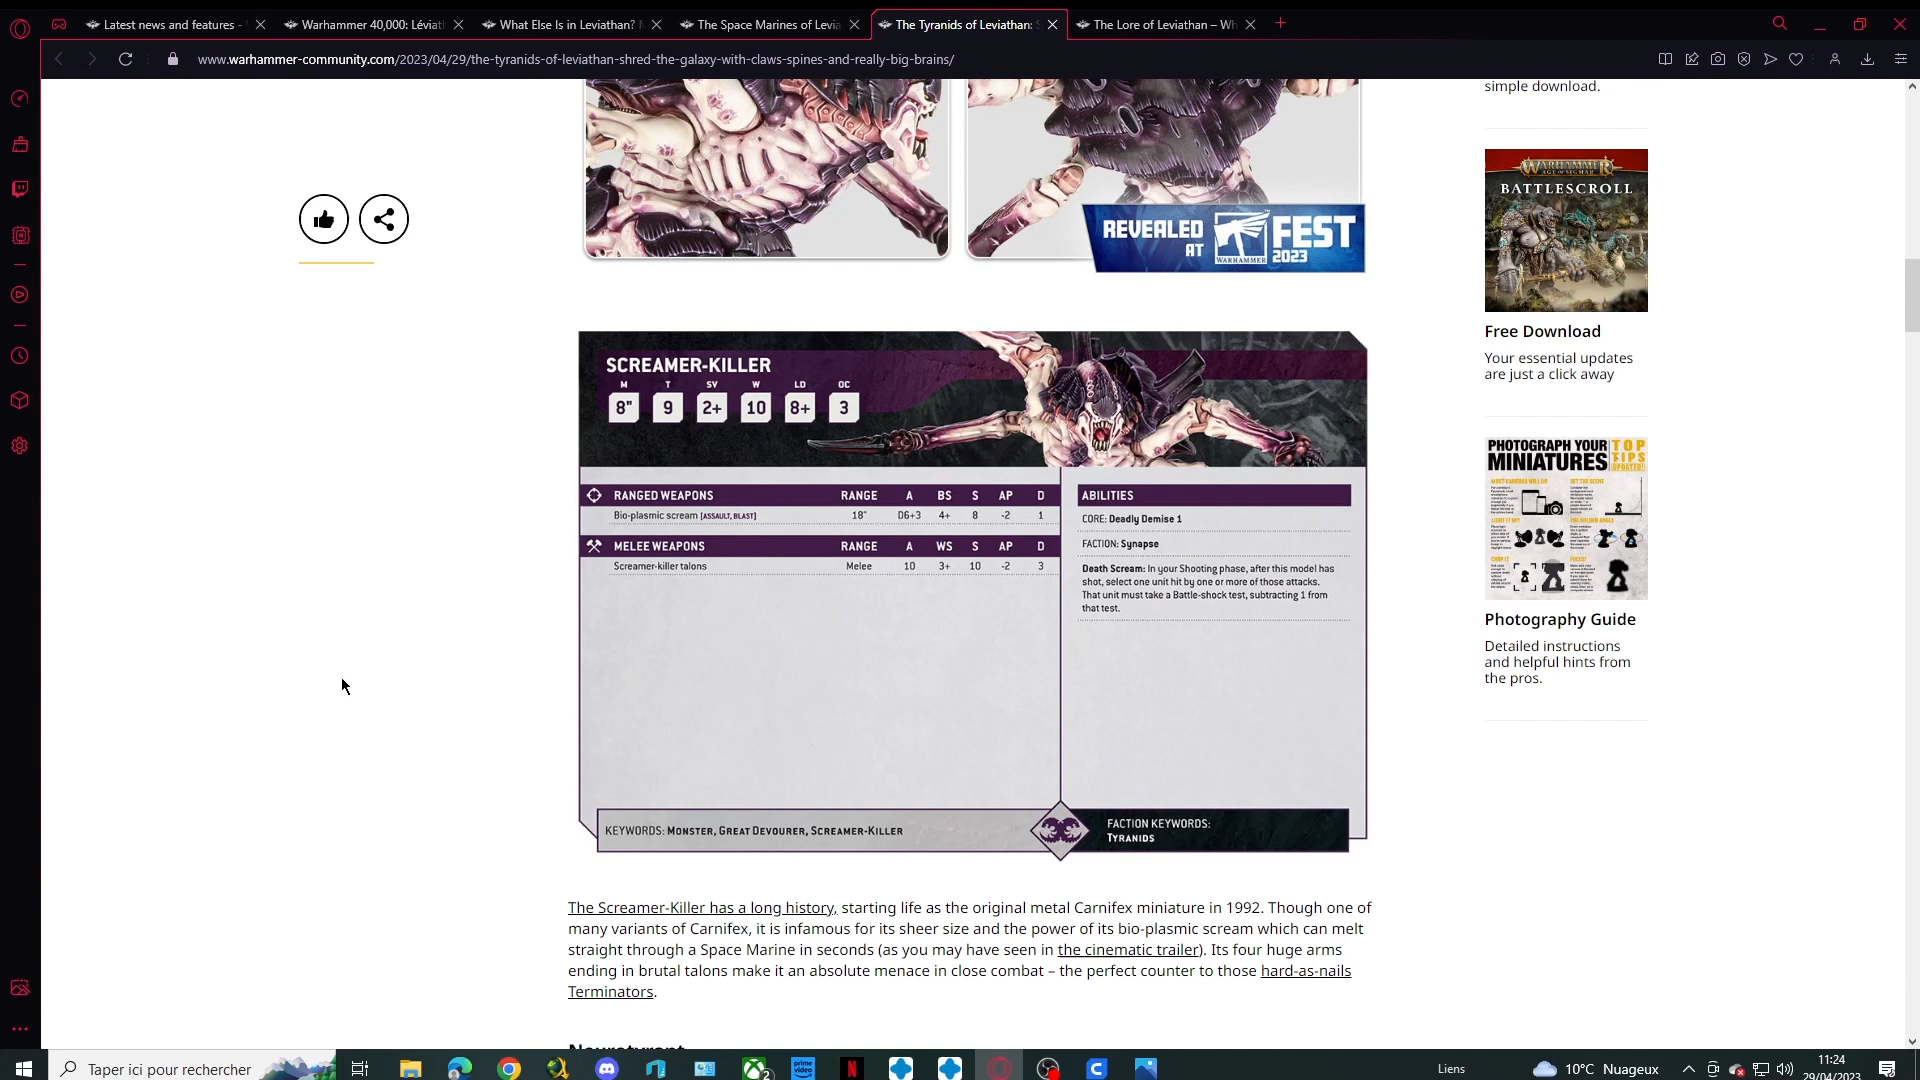 Latest news and features -
Warhammer 40,000: Léviat
What Else Is in Leviathan?
The Space Marines of Levia
The Tyranids of Leviathan:
The Lore of Leviathan – Wh
www.warhammer-community.com/2023/04/29/the-tyranids-of-leviathan-shred-the-galaxy-with-claws-spines-and-really-big-brains/
simple download.
REVEALED
AT
WARHAMMER
FEST
2023
WARHAMMER
AGE OF SIGMAR
BATTLESCROLL
Free Download
Your essential updates
are just a click away
SCREAMER-KILLER
M T SV W LD OC
8" 9 2+ 10 8+ 3
RANGED WEAPONS RANGE A BS S AP D
Bio-plasmic scream [ASSAULT, BLAST] 18" D6+3 4+ 8 -2 1
MELEE WEAPONS RANGE A WS S AP D
Screamer-killer talons Melee 10 3+ 10 -2 3
ABILITIES
CORE: Deadly Demise 1
FACTION: Synapse
Death Scream: In your Shooting phase, after this model has
shot, select one unit hit by one or more of those attacks.
That unit must take a Battle-shock test, subtracting 1 from
that test.
KEYWORDS: MONSTER, GREAT DEVOURER, SCREAMER-KILLER
FACTION KEYWORDS:
TYRANIDS
PHOTOGRAPH YOUR
MINIATURES
TOP
TIPS
Photography Guide
Detailed instructions
and helpful hints from
the pros.
The Screamer-Killer has a long history, starting life as the original metal Carnifex miniature in 1992. Though one of
many variants of Carnifex, it is infamous for its sheer size and the power of its bio-plasmic scream which can melt
straight through a Space Marine in seconds (as you may have seen in the cinematic trailer). Its four huge arms
ending in brutal talons make it an absolute menace in close combat – the perfect counter to those hard-as-nails
Terminators.
Neurotyrant
Taper ici pour rechercher
prime
video
2
Liens
10°C Nuageux
11:24
29/04/2023